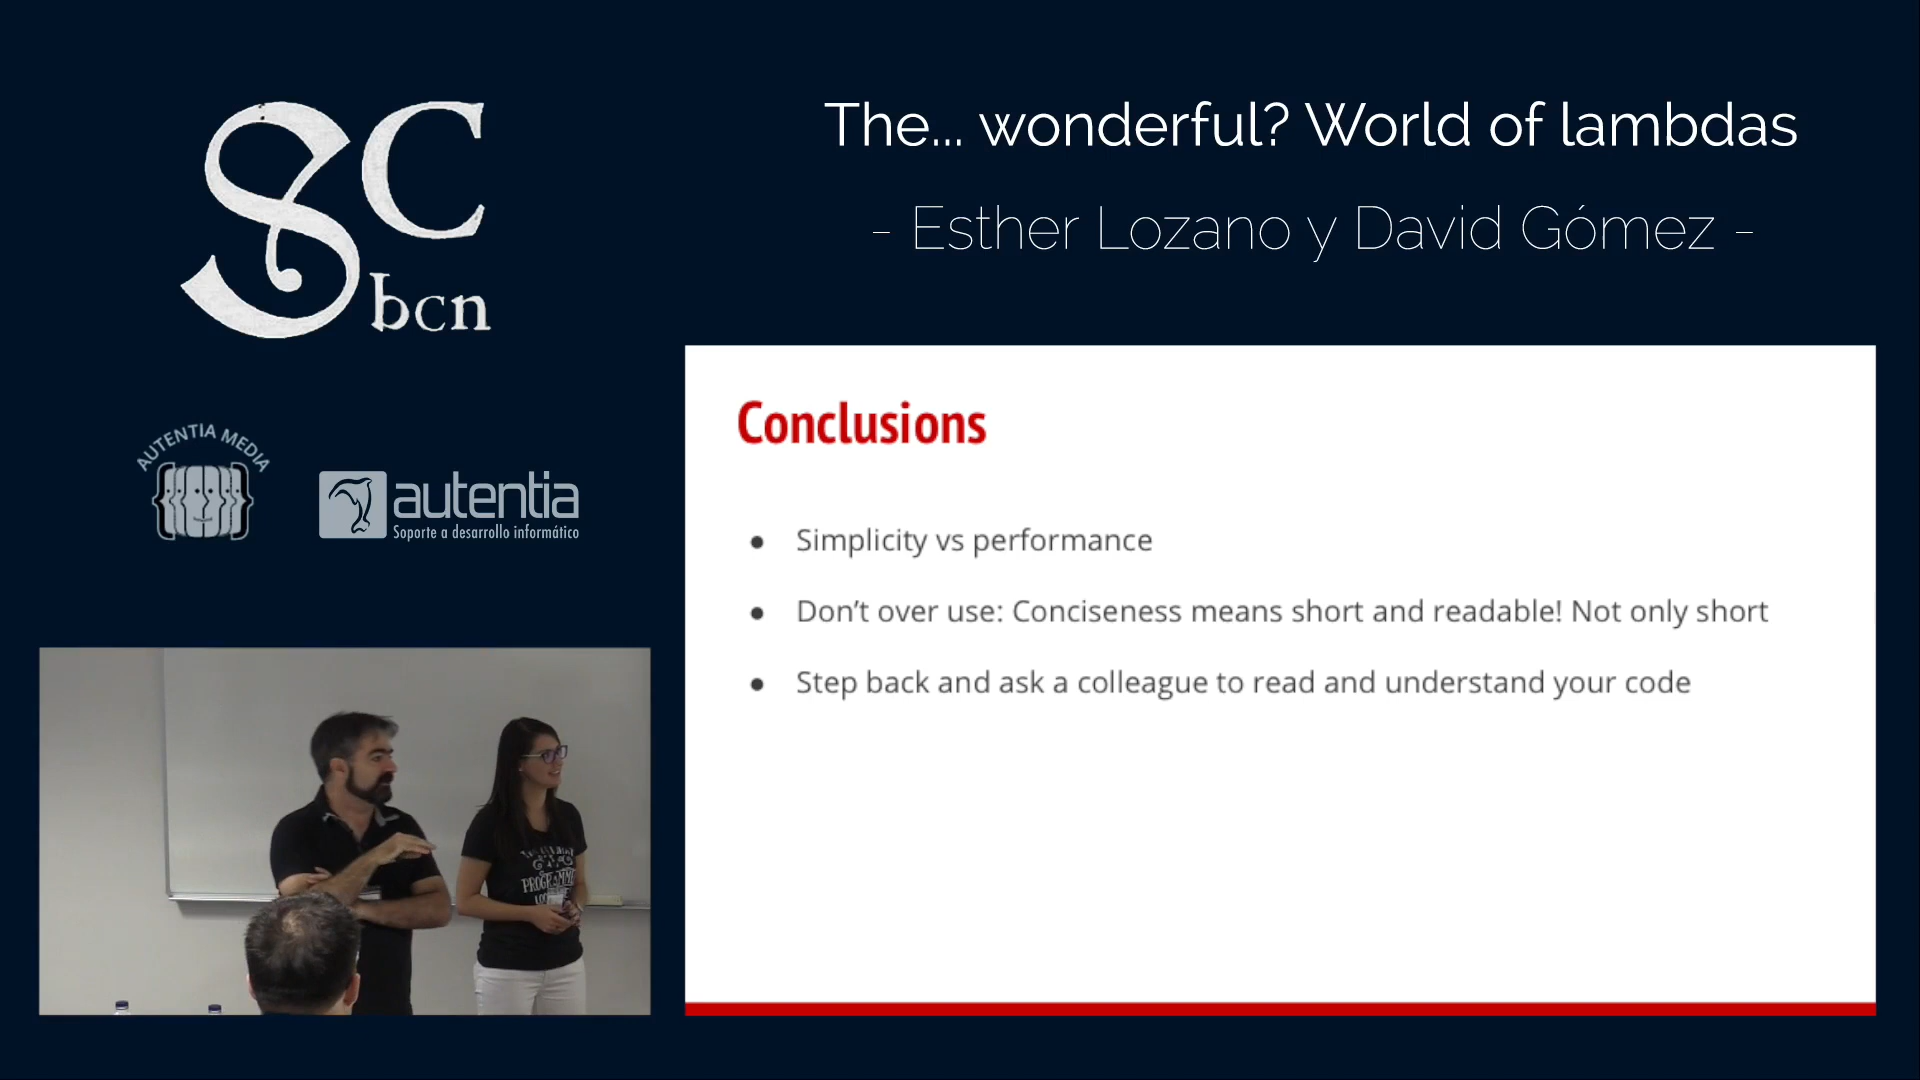 SC
bcn
The... wonderful? World of lambdas
- Esther Lozano y David Gómez -
AUTENTIA MEDIA
autentia
Soporte a desarrollo informático
Conclusions
● Simplicity vs performance
● Don't over use: Conciseness means short and readable! Not only short
● Step back and ask a colleague to read and understand your code